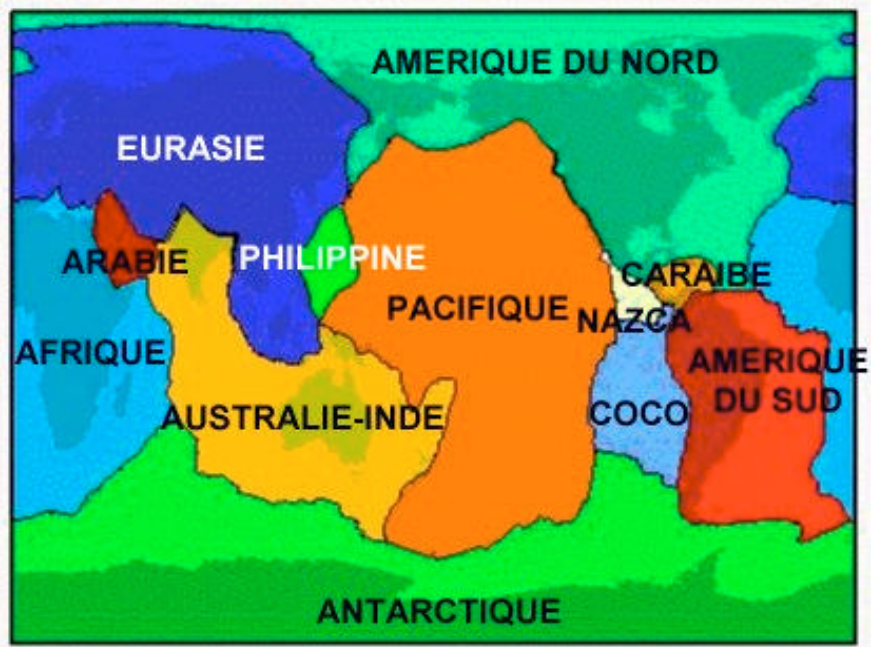 AMERIQUE DU NORD
EURASIE
ARABIE
PHILIPPINE
CARAIBE
PACIFIQUE
NAZCA
AFRIQUE
AMERIQUE
DU SUD
AUSTRALIE-INDE
COCO
ANTARCTIQUE